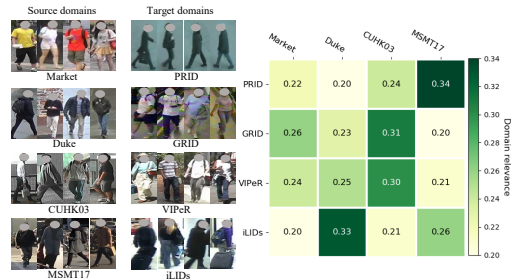 Source domains
Target domains
Market
PRID
Duke
GRID
CUHK03
VIPeR
MSMT17
iLIDs
Market Duke CUHK03 MSMT17
PRID 0.22 0.20 0.24 0.34
GRID 0.26 0.23 0.31 0.20
VIPeR 0.24 0.25 0.30 0.21
iLIDs 0.20 0.33 0.21 0.26
0.34
0.32
0.30
0.28
0.26
0.24
0.22
0.20
Domain relevance